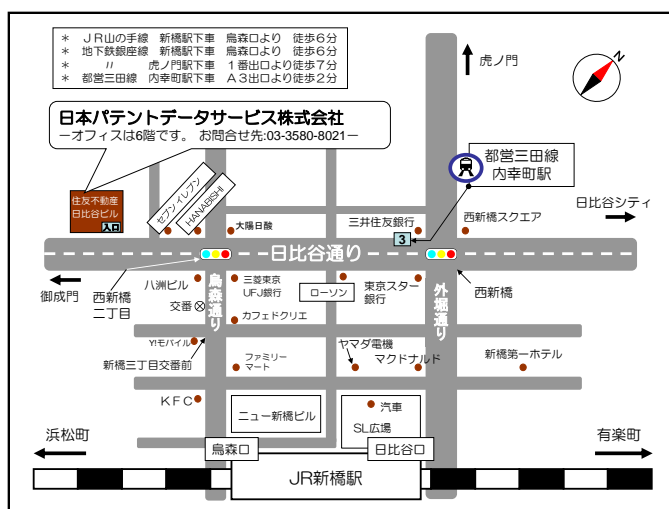 * ＪＲ山の手線 新橋駅下車 烏森口より 徒歩６分
* 地下鉄銀座線 新橋駅下車 烏森口より 徒歩６分
* 〃 虎ノ門駅下車 １番出口より徒歩７分
* 都営三田線 内幸町駅下車 Ａ３出口より徒歩２分
N
虎ノ門
日本パテントデータサービス株式会社
－オフィスは6階です。 お問合せ先:03-3580-8021－
都営三田線
内幸町駅
住友不動産
日比谷ビル
入口
セブンイレブン
HANABISHI
大陽日酸
三井住友銀行
3
西新橋スクエア
日比谷シティ
日比谷通り
御成門
西新橋
二丁目
八洲ビル
交番
烏森通り
三菱東京
UFJ銀行
カフェドクリエ
ローソン
東京スター
銀行
外堀通り
西新橋
Y!モバイル
新橋三丁目交番前
ファミリー
マート
ヤマダ電機
マクドナルド
新橋第一ホテル
ＫＦＣ
ニュー新橋ビル
汽車
SL広場
浜松町
烏森口
日比谷口
有楽町
JR新橋駅